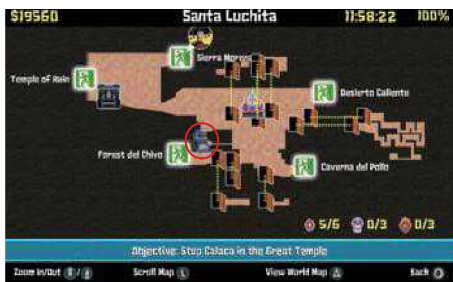 $19560 Santa Luchita 11:58:22 100%
Sierra Morena
Temple of Rain
Desierto Caliente
Forest del Chivo
Caverna del Pollo
5/6 0/3 0/3
Objective: Stop Calaca in the Great Temple
Zoom In/Out / Scroll Map L View World Map Back